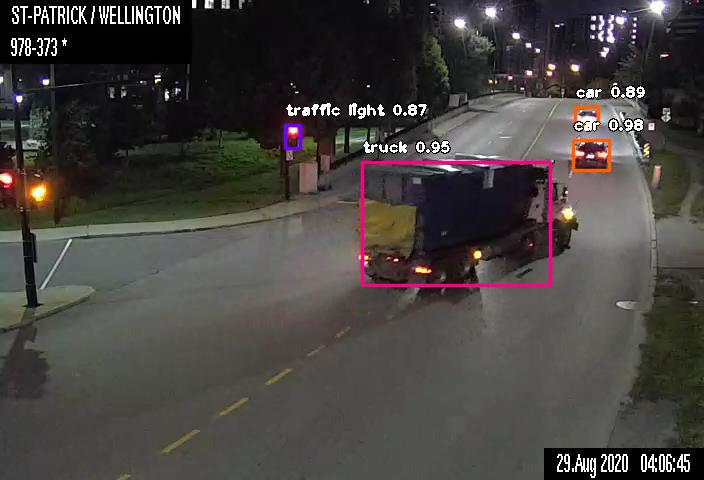 ST-PATRICK / WELLINGTON
978-373 *
car 0.89
traffic light 0.87
car 0.98
truck 0.95
29.Aug 2020 04:06:45